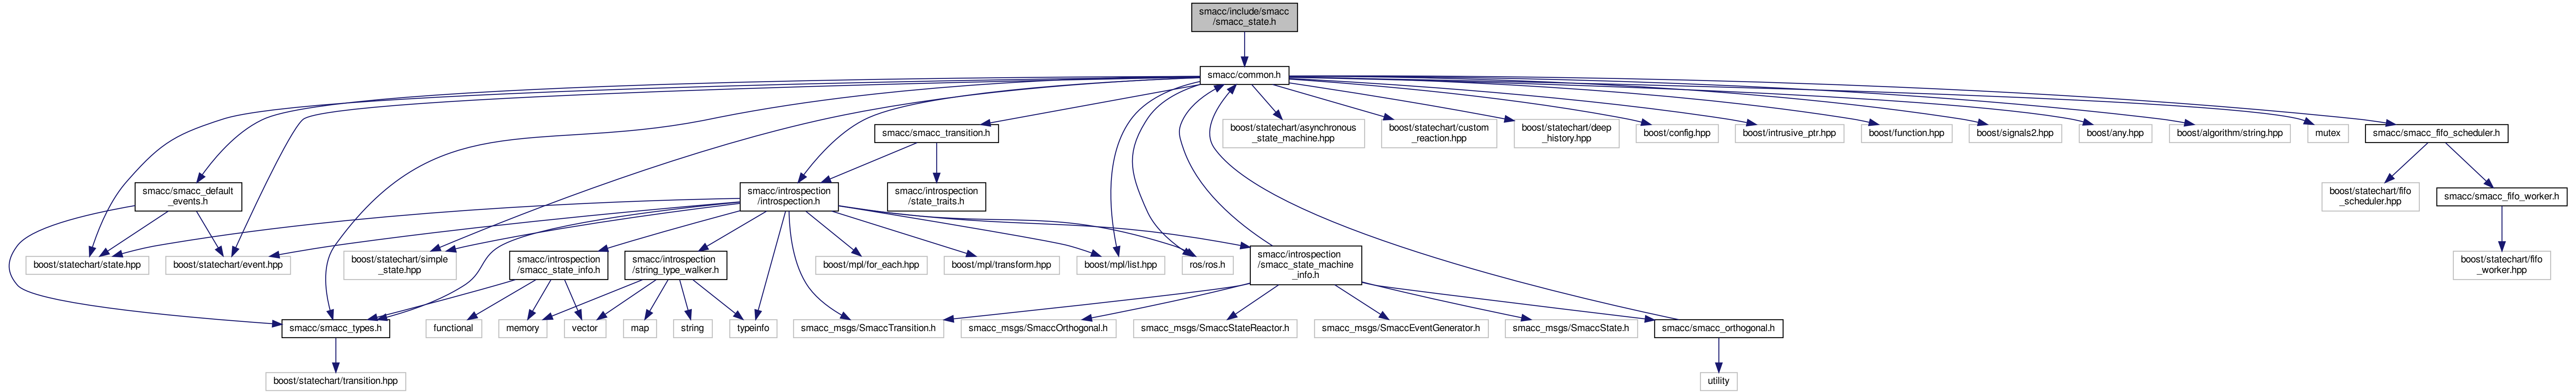 smacc/include/smacc
/smacc_state.h
smacc/common.h
smacc/smacc_transition.h
boost/statechart/asynchronous
_state_machine.hpp
boost/statechart/custom
_reaction.hpp
boost/statechart/deep
_history.hpp
boost/config.hpp
boost/intrusive_ptr.hpp
boost/function.hpp
boost/signals2.hpp
boost/any.hpp
boost/algorithm/string.hpp
mutex
smacc/smacc_fifo_scheduler.h
smacc/smacc_default
_events.h
smacc/introspection
/introspection.h
smacc/introspection
/state_traits.h
boost/statechart/fifo
_scheduler.hpp
smacc/smacc_fifo_worker.h
boost/statechart/state.hpp
boost/statechart/event.hpp
boost/statechart/simple
_state.hpp
smacc/introspection
/smacc_state_info.h
smacc/introspection
/string_type_walker.h
boost/mpl/for_each.hpp
boost/mpl/transform.hpp
boost/mpl/list.hpp
ros/ros.h
smacc/introspection
/smacc_state_machine
_info.h
boost/statechart/fifo
_worker.hpp
smacc/smacc_types.h
functional
memory
vector
map
string
typeinfo
smacc_msgs/SmaccTransition.h
smacc_msgs/SmaccOrthogonal.h
smacc_msgs/SmaccStateReactor.h
smacc_msgs/SmaccEventGenerator.h
smacc_msgs/SmaccState.h
smacc/smacc_orthogonal.h
boost/statechart/transition.hpp
utility